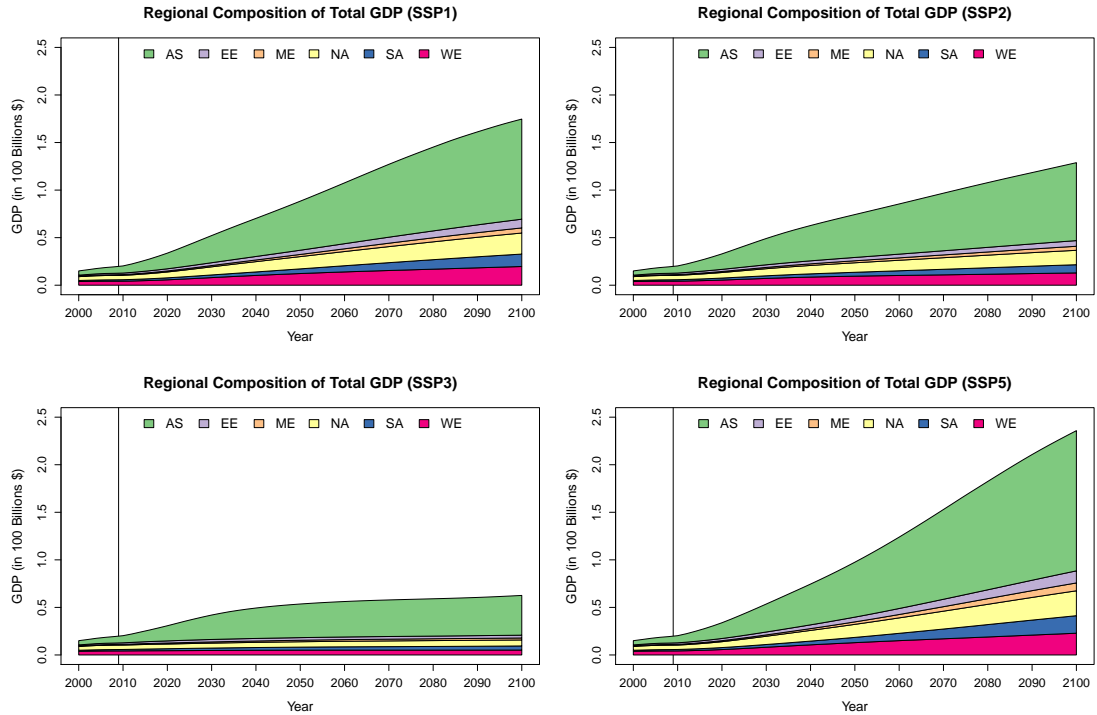 Regional Composition of Total GDP (SSP1)
AS EE ME NA SA WE
GDP (in 100 Billions $)
0.0 0.5 1.0 1.5 2.0 2.5
2000 2010 2020 2030 2040 2050 2060 2070 2080 2090 2100
Year
Regional Composition of Total GDP (SSP2)
AS EE ME NA SA WE
GDP (in 100 Billions $)
0.0 0.5 1.0 1.5 2.0 2.5
2000 2010 2020 2030 2040 2050 2060 2070 2080 2090 2100
Year
Regional Composition of Total GDP (SSP3)
AS EE ME NA SA WE
GDP (in 100 Billions $)
0.0 0.5 1.0 1.5 2.0 2.5
2000 2010 2020 2030 2040 2050 2060 2070 2080 2090 2100
Year
Regional Composition of Total GDP (SSP5)
AS EE ME NA SA WE
GDP (in 100 Billions $)
0.0 0.5 1.0 1.5 2.0 2.5
2000 2010 2020 2030 2040 2050 2060 2070 2080 2090 2100
Year